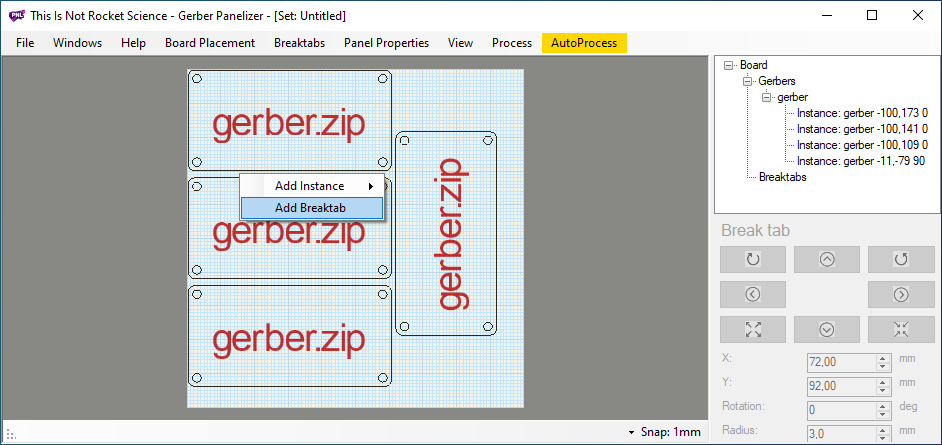 PNL
This Is Not Rocket Science - Gerber Panelizer - [Set: Untitled]
File Windows Help Board Placement Breaktabs Panel Properties View Process AutoProcess
gerber.zip
Add Instance
Add Breaktab
gerber.zip
gerber.zip
gerber.zip
Board
Gerbers
gerber
Instance: gerber -100,173 0
Instance: gerber -100,141 0
Instance: gerber -100,109 0
Instance: gerber -11,-79 90
Breaktabs
Break tab
X: 72,00 mm
Y: 92,00 mm
Rotation: 0 deg
Radius: 3,0 mm
Snap: 1mm